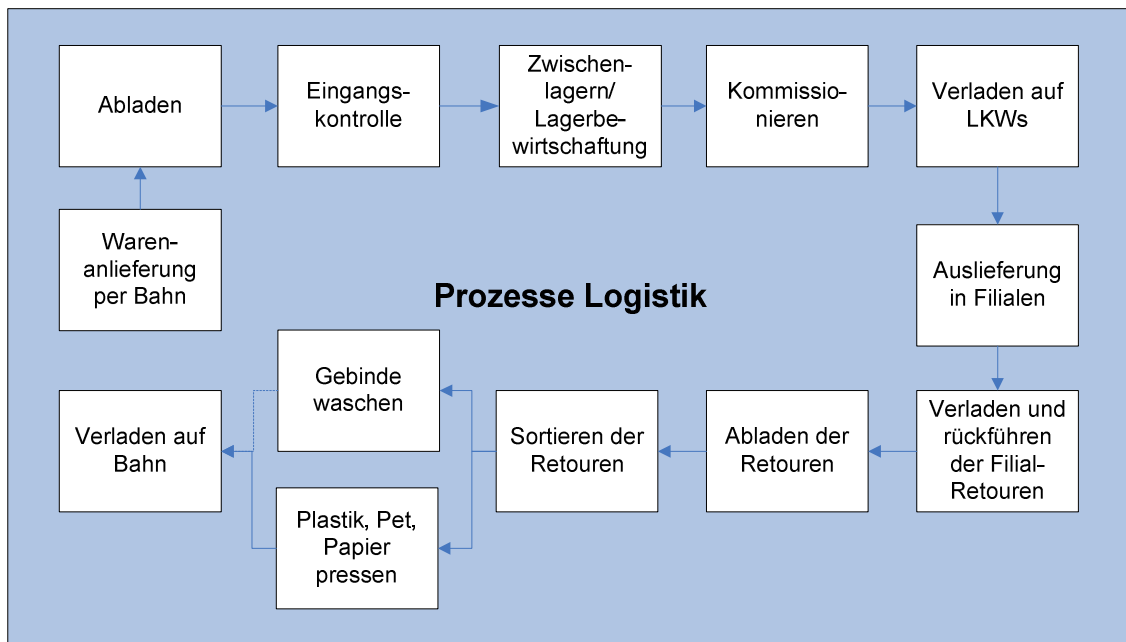 Abladen
Eingangs-
kontrolle
Zwischen-
lagern/
Lagerbe-
wirtschaftung
Kommissio-
nieren
Verladen auf
LKWs
Waren-
anlieferung
per Bahn
Auslieferung
in Filialen
Prozesse Logistik
Gebinde
waschen
Verladen auf
Bahn
Sortieren der
Retouren
Abladen der
Retouren
Verladen und
rückführen
der Filial-
Retouren
Plastik, Pet,
Papier
pressen